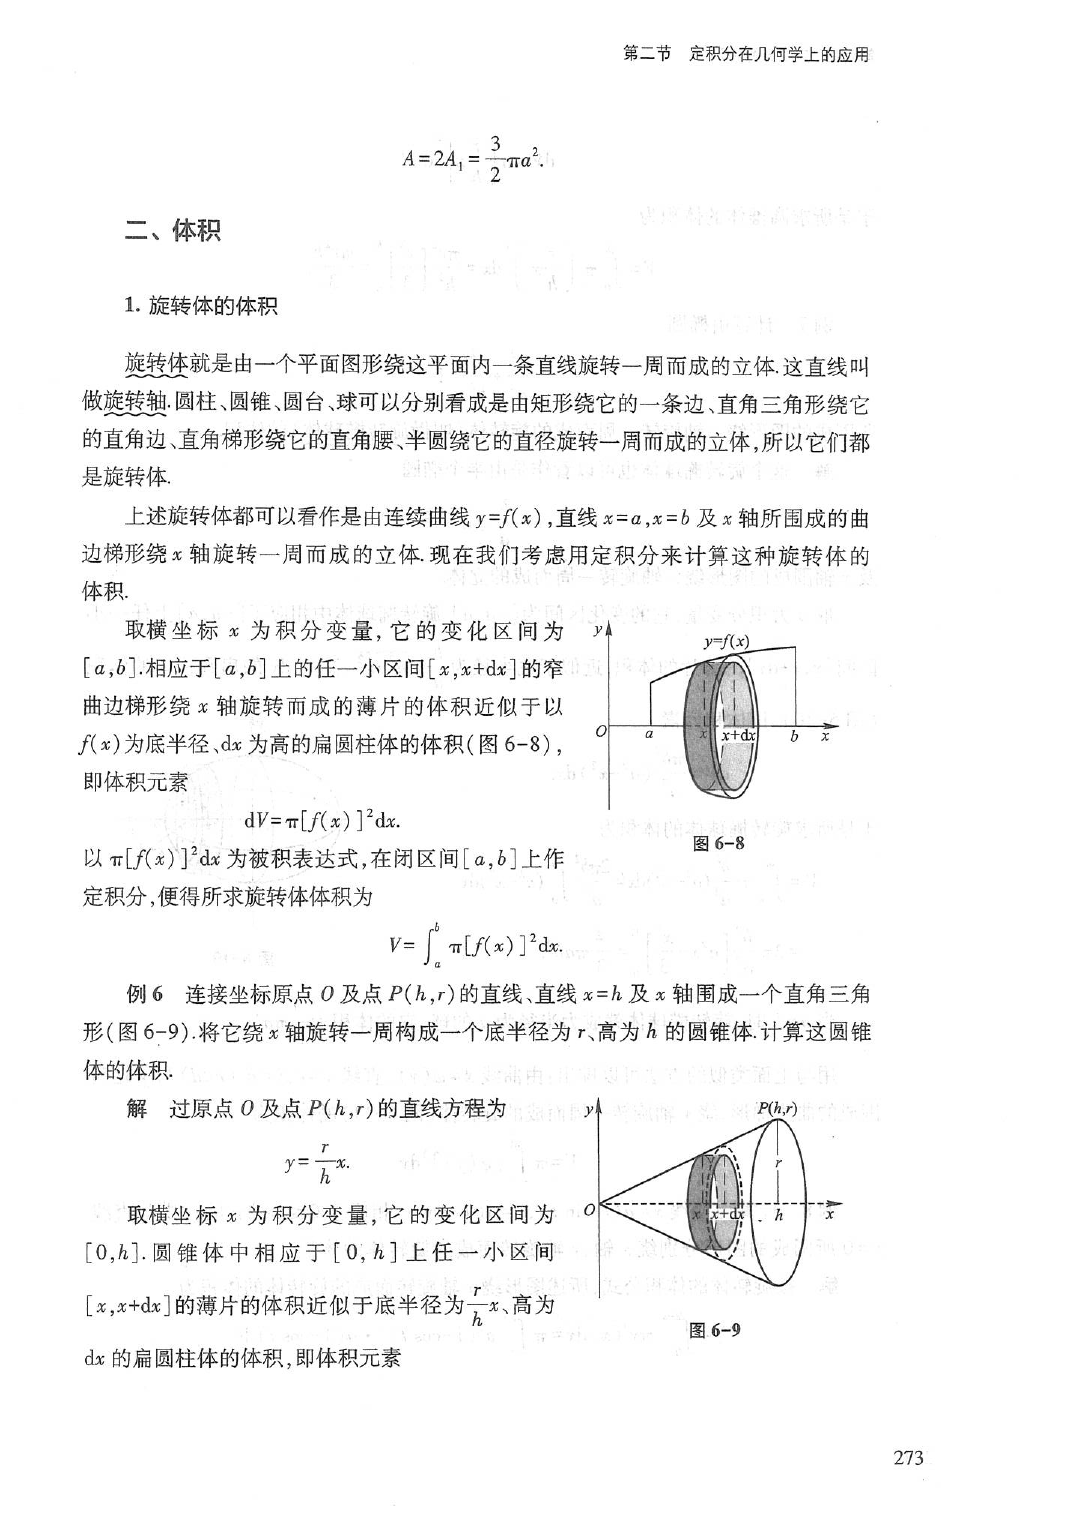 第二节 定积分在几何学上的应用
A=2A₁=\frac{3}{2}πa².
二、体积
1. 旋转体的体积
旋转体就是由一个平面图形绕这平面内一条直线旋转一周而成的立体.这直线叫
做旋转轴.圆柱、圆锥、圆台、球可以分别看成是由矩形绕它的一条边、直角三角形绕它
的直角边、直角梯形绕它的直角腰、半圆绕它的直径旋转一周而成的立体,所以它们都
是旋转体.
上述旋转体都可以看作是由连续曲线 y=f(x),直线 x=a,x=b 及 x 轴所围成的曲
边梯形绕 x 轴旋转一周而成的立体.现在我们考虑用定积分来计算这种旋转体的
体积.
取横坐标 x 为积分变量,它的变化区间为
[a,b].相应于[a,b]上的任一小区间[x,x+dx]的窄
曲边梯形绕 x 轴旋转而成的薄片的体积近似于以
f(x)为底半径、dx 为高的扁圆柱体的体积(图6-8),
即体积元素
dV=π[f(x)]²dx.
以 π[f(x)]²dx 为被积表达式,在闭区间[a,b]上作
定积分,便得所求旋转体体积为
y
y=f(x)
O a x x+dx b x
图 6-8
V=∫_a^b π[f(x)]²dx.
例 6 连接坐标原点 O 及点 P(h,r)的直线、直线 x=h 及 x 轴围成一个直角三角
形(图6-9).将它绕 x 轴旋转一周构成一个底半径为 r、高为 h 的圆锥体.计算这圆锥
体的体积.
解 过原点 O 及点 P(h,r)的直线方程为
y=\frac{r}{h}x.
取横坐标 x 为积分变量,它的变化区间为
[0,h].圆锥体中相应于[0,h]上任一小区间
[x,x+dx]的薄片的体积近似于底半径为\frac{r}{h}x、高为
dx 的扁圆柱体的体积,即体积元素
y
P(h,r)
r
O x x+dx h x
图 6-9
273